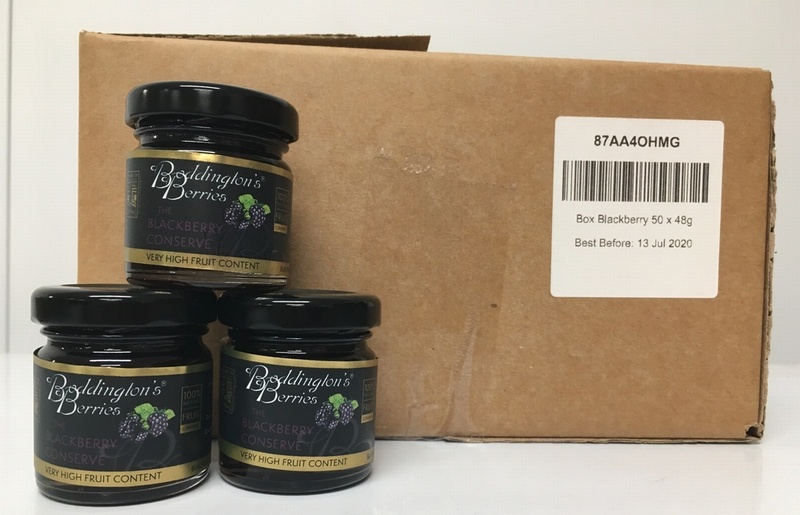 Boddington's®
Berries
THE
BLACKBERRY
CONSERVE
VERY HIGH FRUIT CONTENT
87AA4OHMG
Box Blackberry 50 x 48g
Best Before: 13 Jul 2020
Boddington's®
Berries
100%
FRUIT
THE
BLACKBERRY
CONSERVE
VERY HIGH FRUIT CONTENT
Boddington's®
Berries
THE
BLACKBERRY
CONSERVE
VERY HIGH FRUIT CONTENT